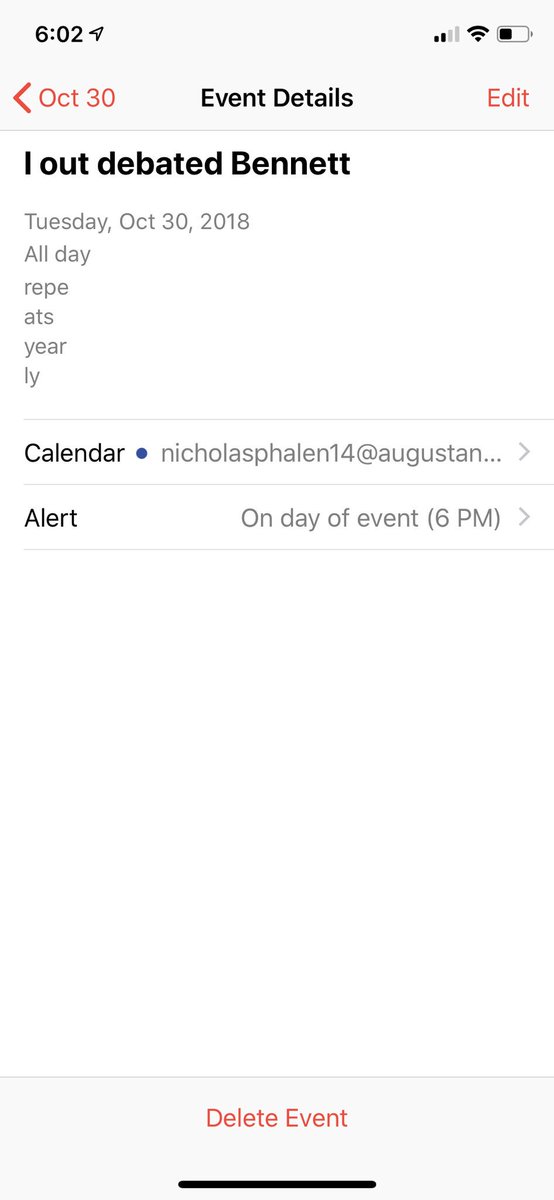 6:02
Oct 30 Event Details Edit
I out debated Bennett
Tuesday, Oct 30, 2018
All day
repe
ats
year
ly
Calendar nicholasphalen14@augustan...
Alert On day of event (6 PM)
Delete Event